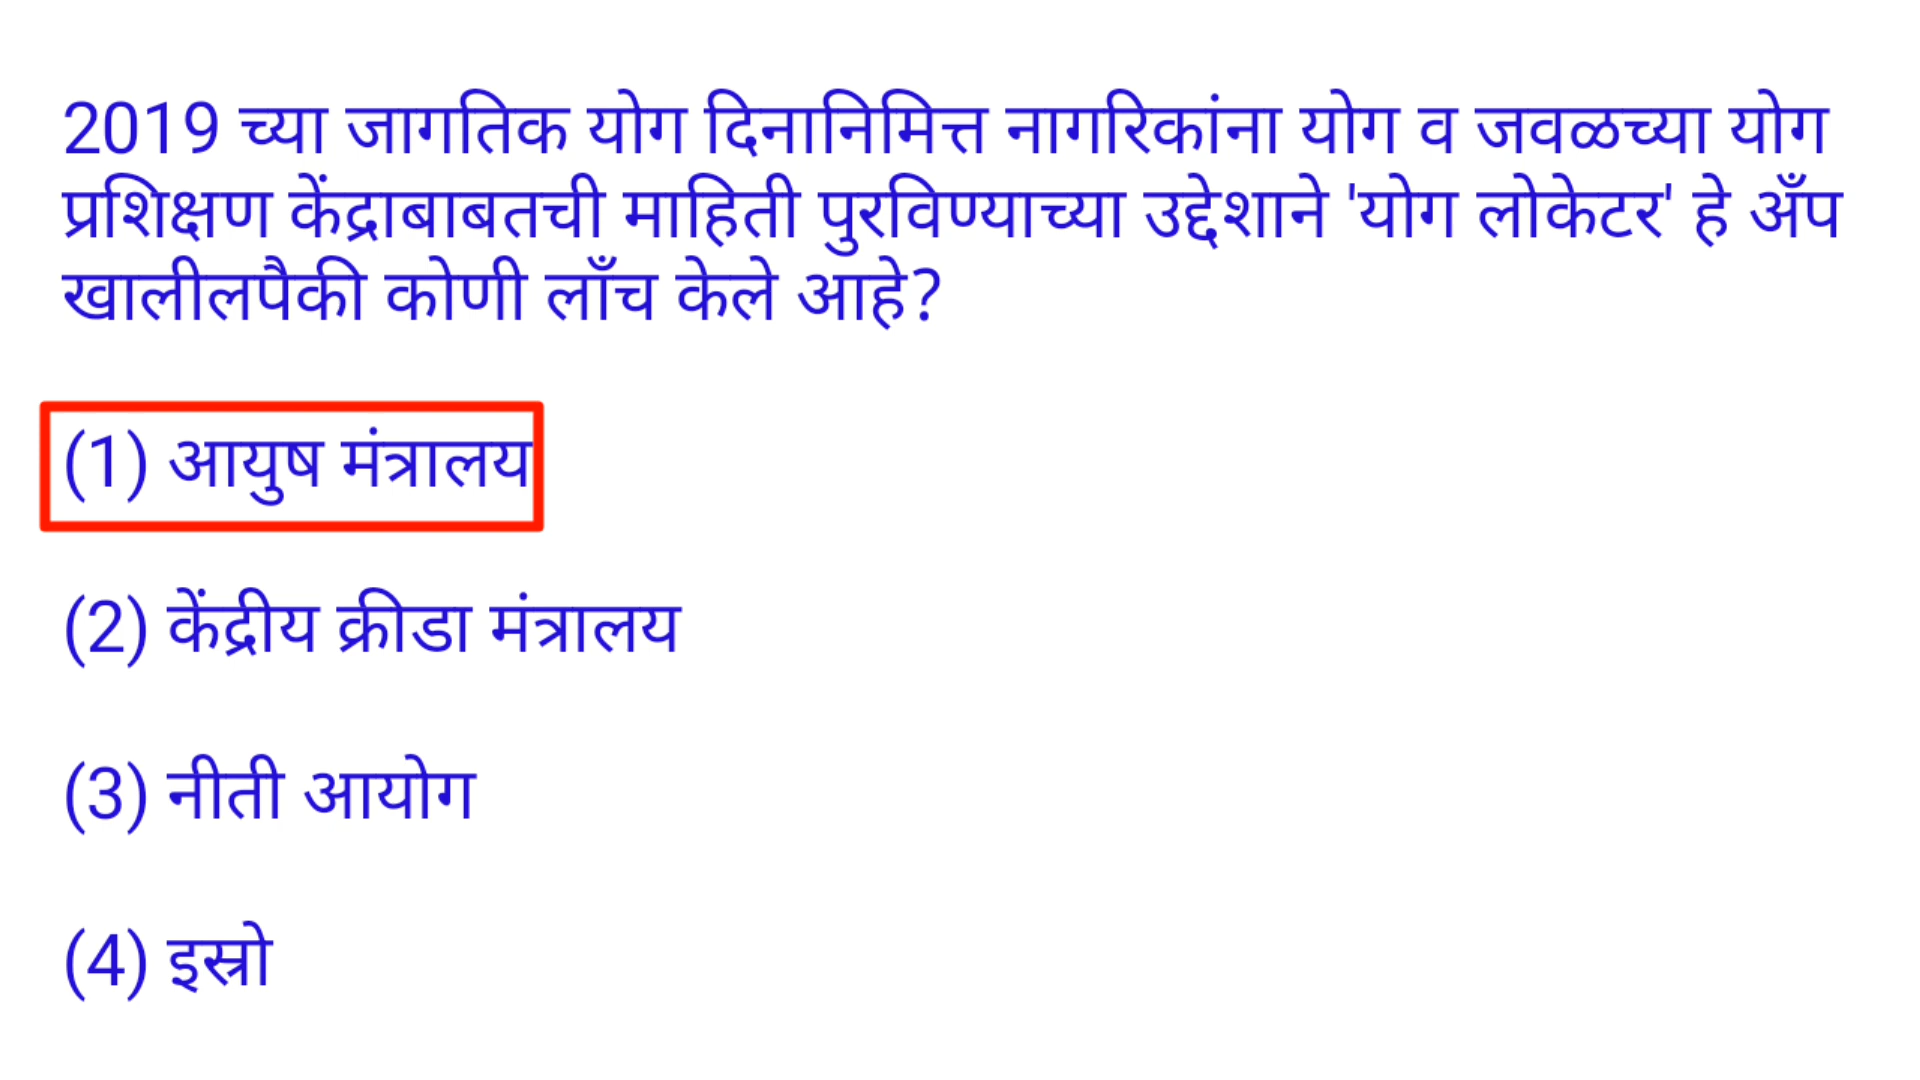 2019 च्या जागतिक योग दिनानिमित्त नागरिकांना योग व जवळच्या योग
प्रशिक्षण केंद्राबाबतची माहिती पुरविण्याच्या उद्देशाने 'योग लोकेटर' हे अँप
खालीलपैकी कोणी लाँच केले आहे?
(1) आयुष मंत्रालय
(2) केंद्रीय क्रीडा मंत्रालय
(3) नीती आयोग
(4) इस्रो